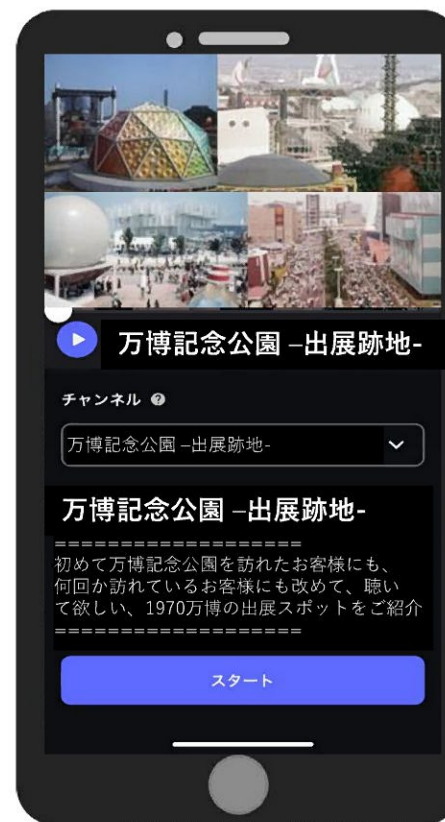 万博記念公園 –出展跡地-
チャンネル ?
万博記念公園 –出展跡地-
万博記念公園 –出展跡地-
====================
初めて万博記念公園を訪れたお客様にも、
何回か訪れているお客様にも改めて、聴い
て欲しい、1970万博の出展スポットをご紹介
====================
スタート